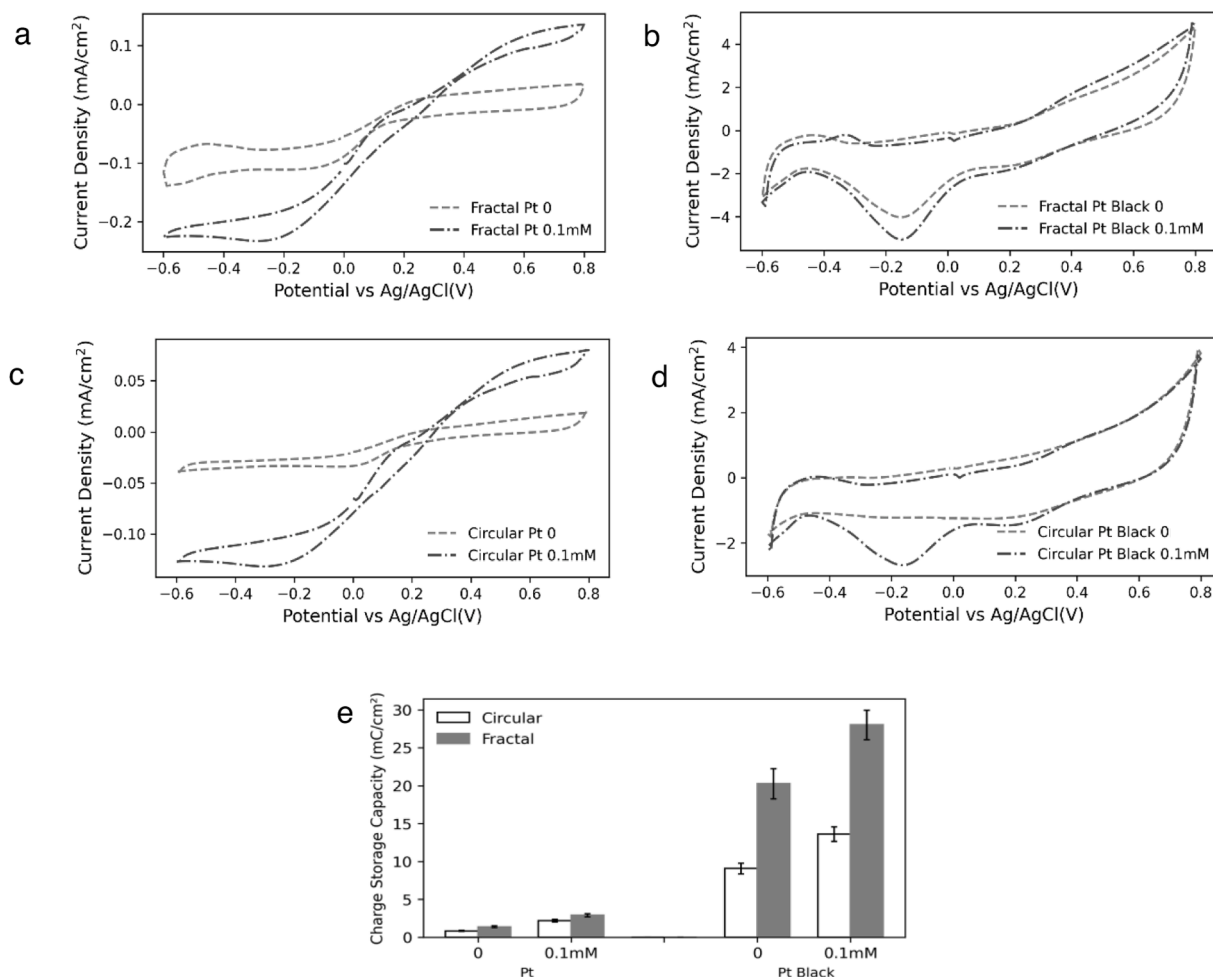 a
Current Density (mA/cm²)
0.1
0.0
−0.1
−0.2
Fractal Pt 0
Fractal Pt 0.1mM
−0.6 −0.4 −0.2 0.0 0.2 0.4 0.6 0.8
Potential vs Ag/AgCl(V)
b
Current Density (mA/cm²)
4
2
0
−2
−4
Fractal Pt Black 0
Fractal Pt Black 0.1mM
−0.6 −0.4 −0.2 0.0 0.2 0.4 0.6 0.8
Potential vs Ag/AgCl(V)
c
Current Density (mA/cm²)
0.05
0.00
−0.05
−0.10
Circular Pt 0
Circular Pt 0.1mM
−0.6 −0.4 −0.2 0.0 0.2 0.4 0.6 0.8
Potential vs Ag/AgCl(V)
d
Current Density (mA/cm²)
4
2
0
−2
Circular Pt Black 0
Circular Pt Black 0.1mM
−0.6 −0.4 −0.2 0.0 0.2 0.4 0.6 0.8
Potential vs Ag/AgCl(V)
e
Charge Storage Capacity (mC/cm²)
30
25
20
15
10
5
0
Circular
Fractal
0 0.1mM 0 0.1mM
Pt Pt Black